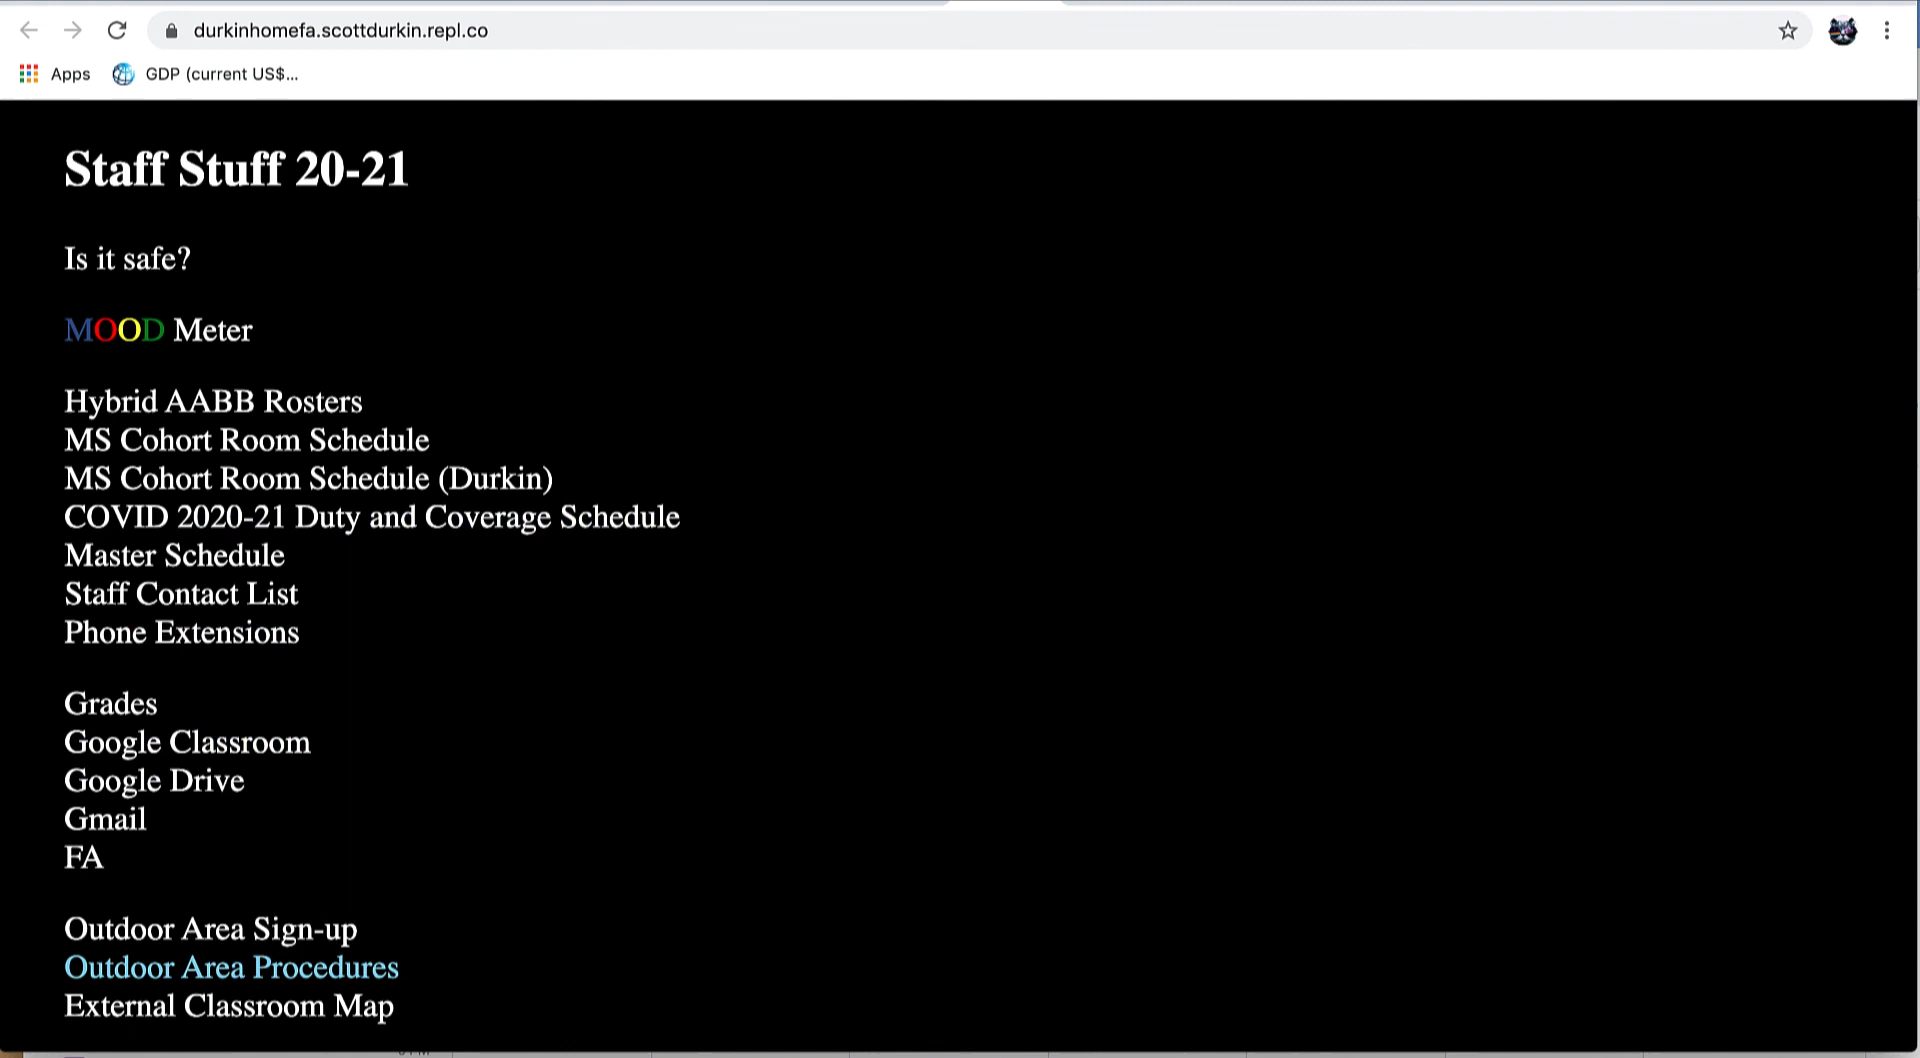 durkinhomefa.scottdurkin.repl.co
Apps GDP (current US$...
Staff Stuff 20-21
Is it safe?
MOOD Meter
Hybrid AABB Rosters
MS Cohort Room Schedule
MS Cohort Room Schedule (Durkin)
COVID 2020-21 Duty and Coverage Schedule
Master Schedule
Staff Contact List
Phone Extensions
Grades
Google Classroom
Google Drive
Gmail
FA
Outdoor Area Sign-up
Outdoor Area Procedures
External Classroom Map